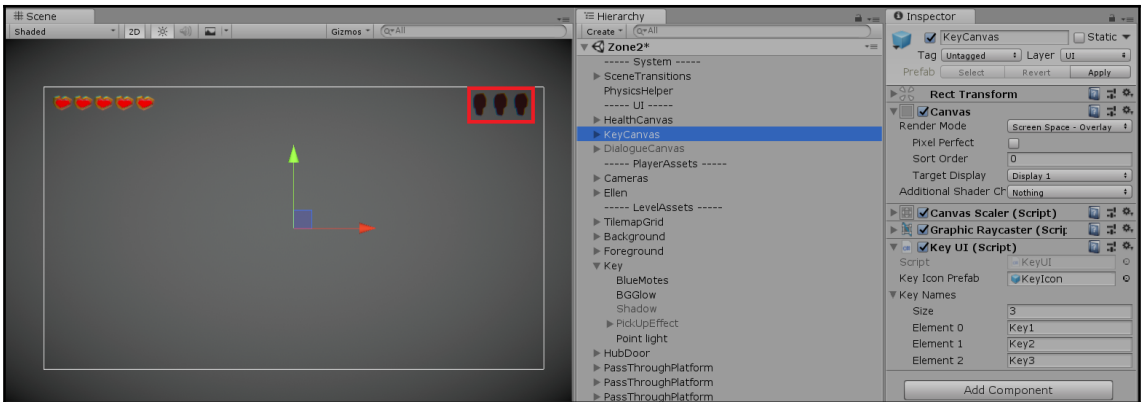 Scene
Shaded
2D
Gizmos
All
Hierarchy
Create
All
Zone2*
----- System -----
SceneTransitions
PhysicsHelper
----- UI -----
HealthCanvas
KeyCanvas
DialogueCanvas
----- PlayerAssets -----
Cameras
Ellen
----- LevelAssets -----
TilemapGrid
Background
Foreground
Key
BlueMotes
BGGlow
Shadow
PickUpEffect
Point light
HubDoor
PassThroughPlatform
PassThroughPlatform
PassThroughPlatform
Inspector
KeyCanvas Static
Tag Untagged Layer UI
Prefab Select Revert Apply
Rect Transform
Canvas
Render Mode Screen Space - Overlay
Pixel Perfect
Sort Order 0
Target Display Display 1
Additional Shader Ch Nothing
Canvas Scaler (Script)
Graphic Raycaster (Scrip
Key UI (Script)
Script KeyUI
Key Icon Prefab KeyIcon
Key Names
Size 3
Element 0 Key1
Element 1 Key2
Element 2 Key3
Add Component